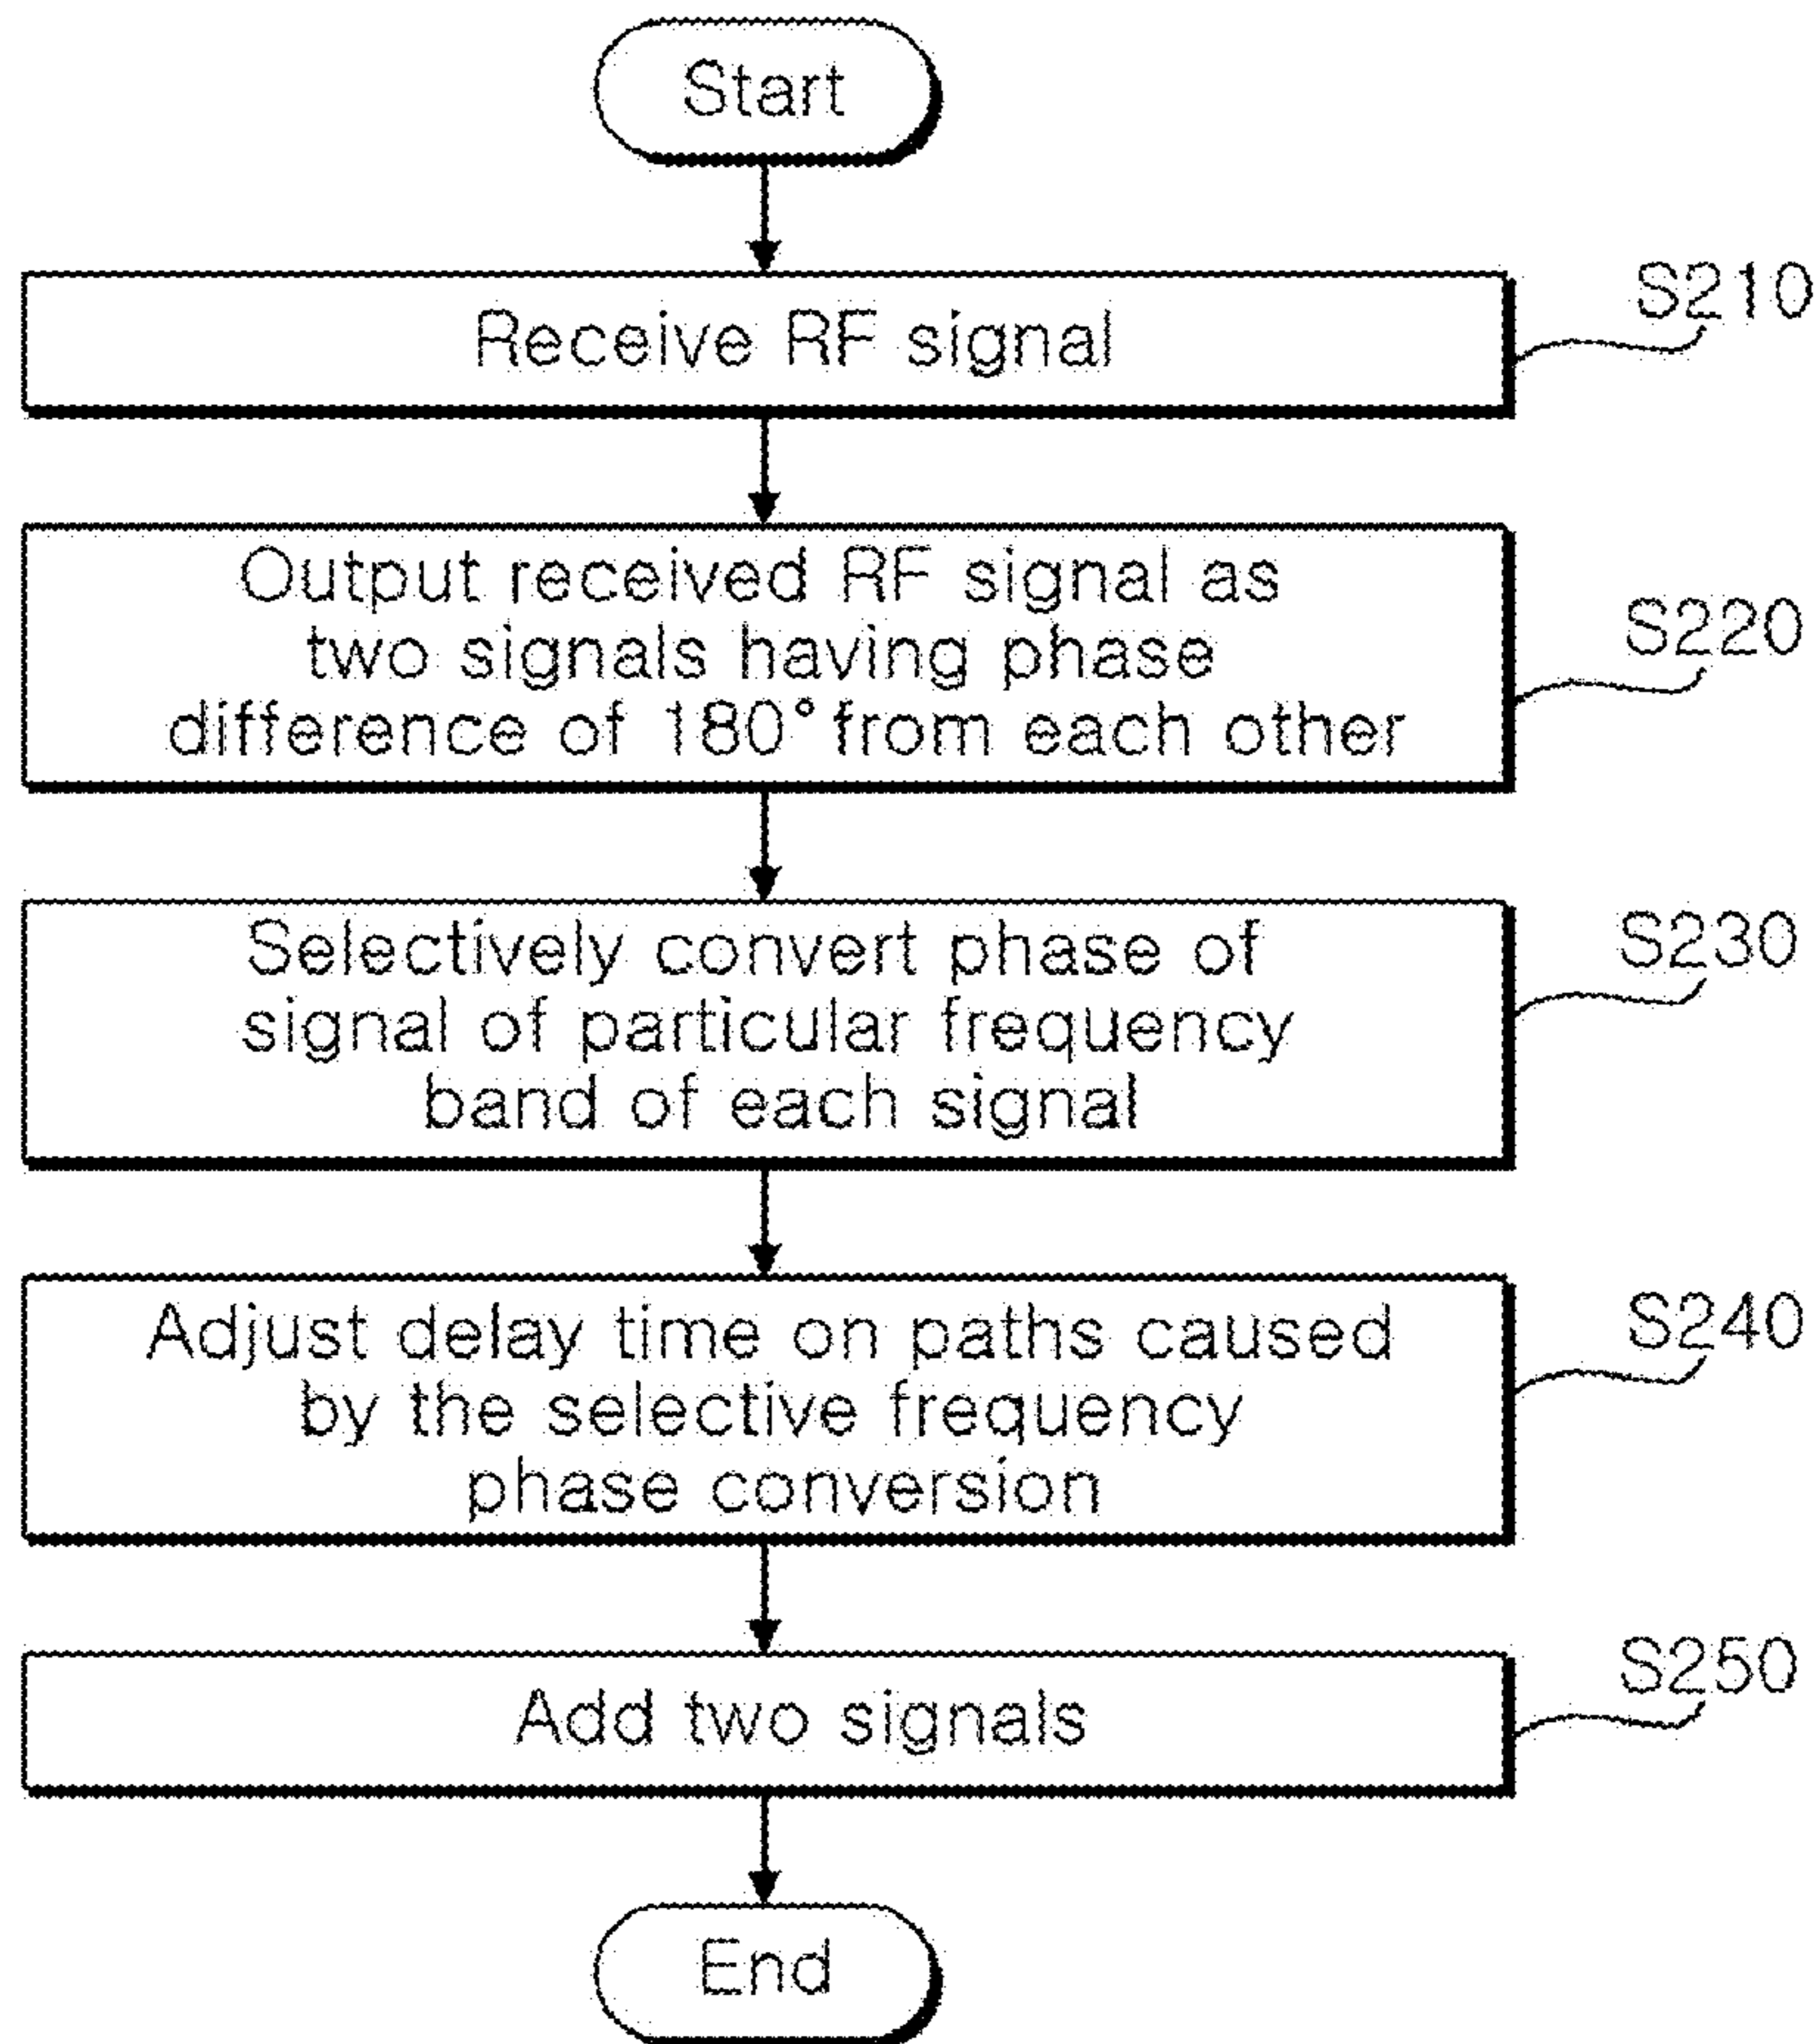 Start
Receive RF signal
S210
Output received RF signal as
two signals having phase
difference of 180° from each other
S220
Selectively convert phase of
signal of particular frequency
band of each signal
S230
Adjust delay time on paths caused
by the selective frequency
phase conversion
S240
Add two signals
S250
End